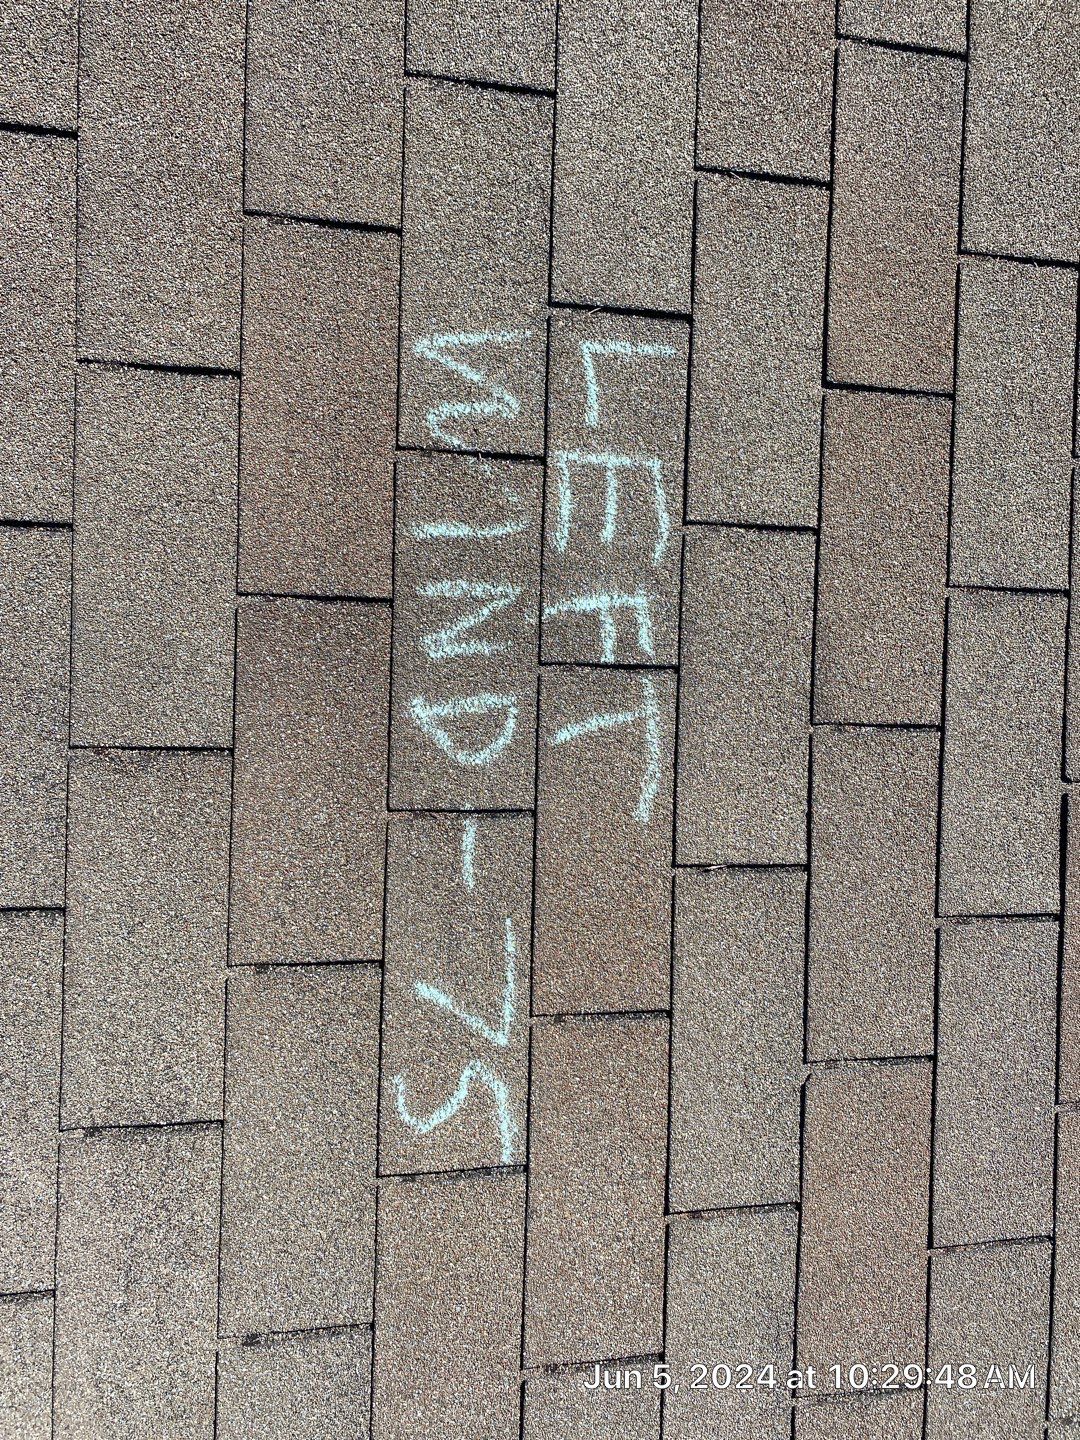 LEFT
WIND - 75
Jun 5, 2024 at 10:29:48 AM